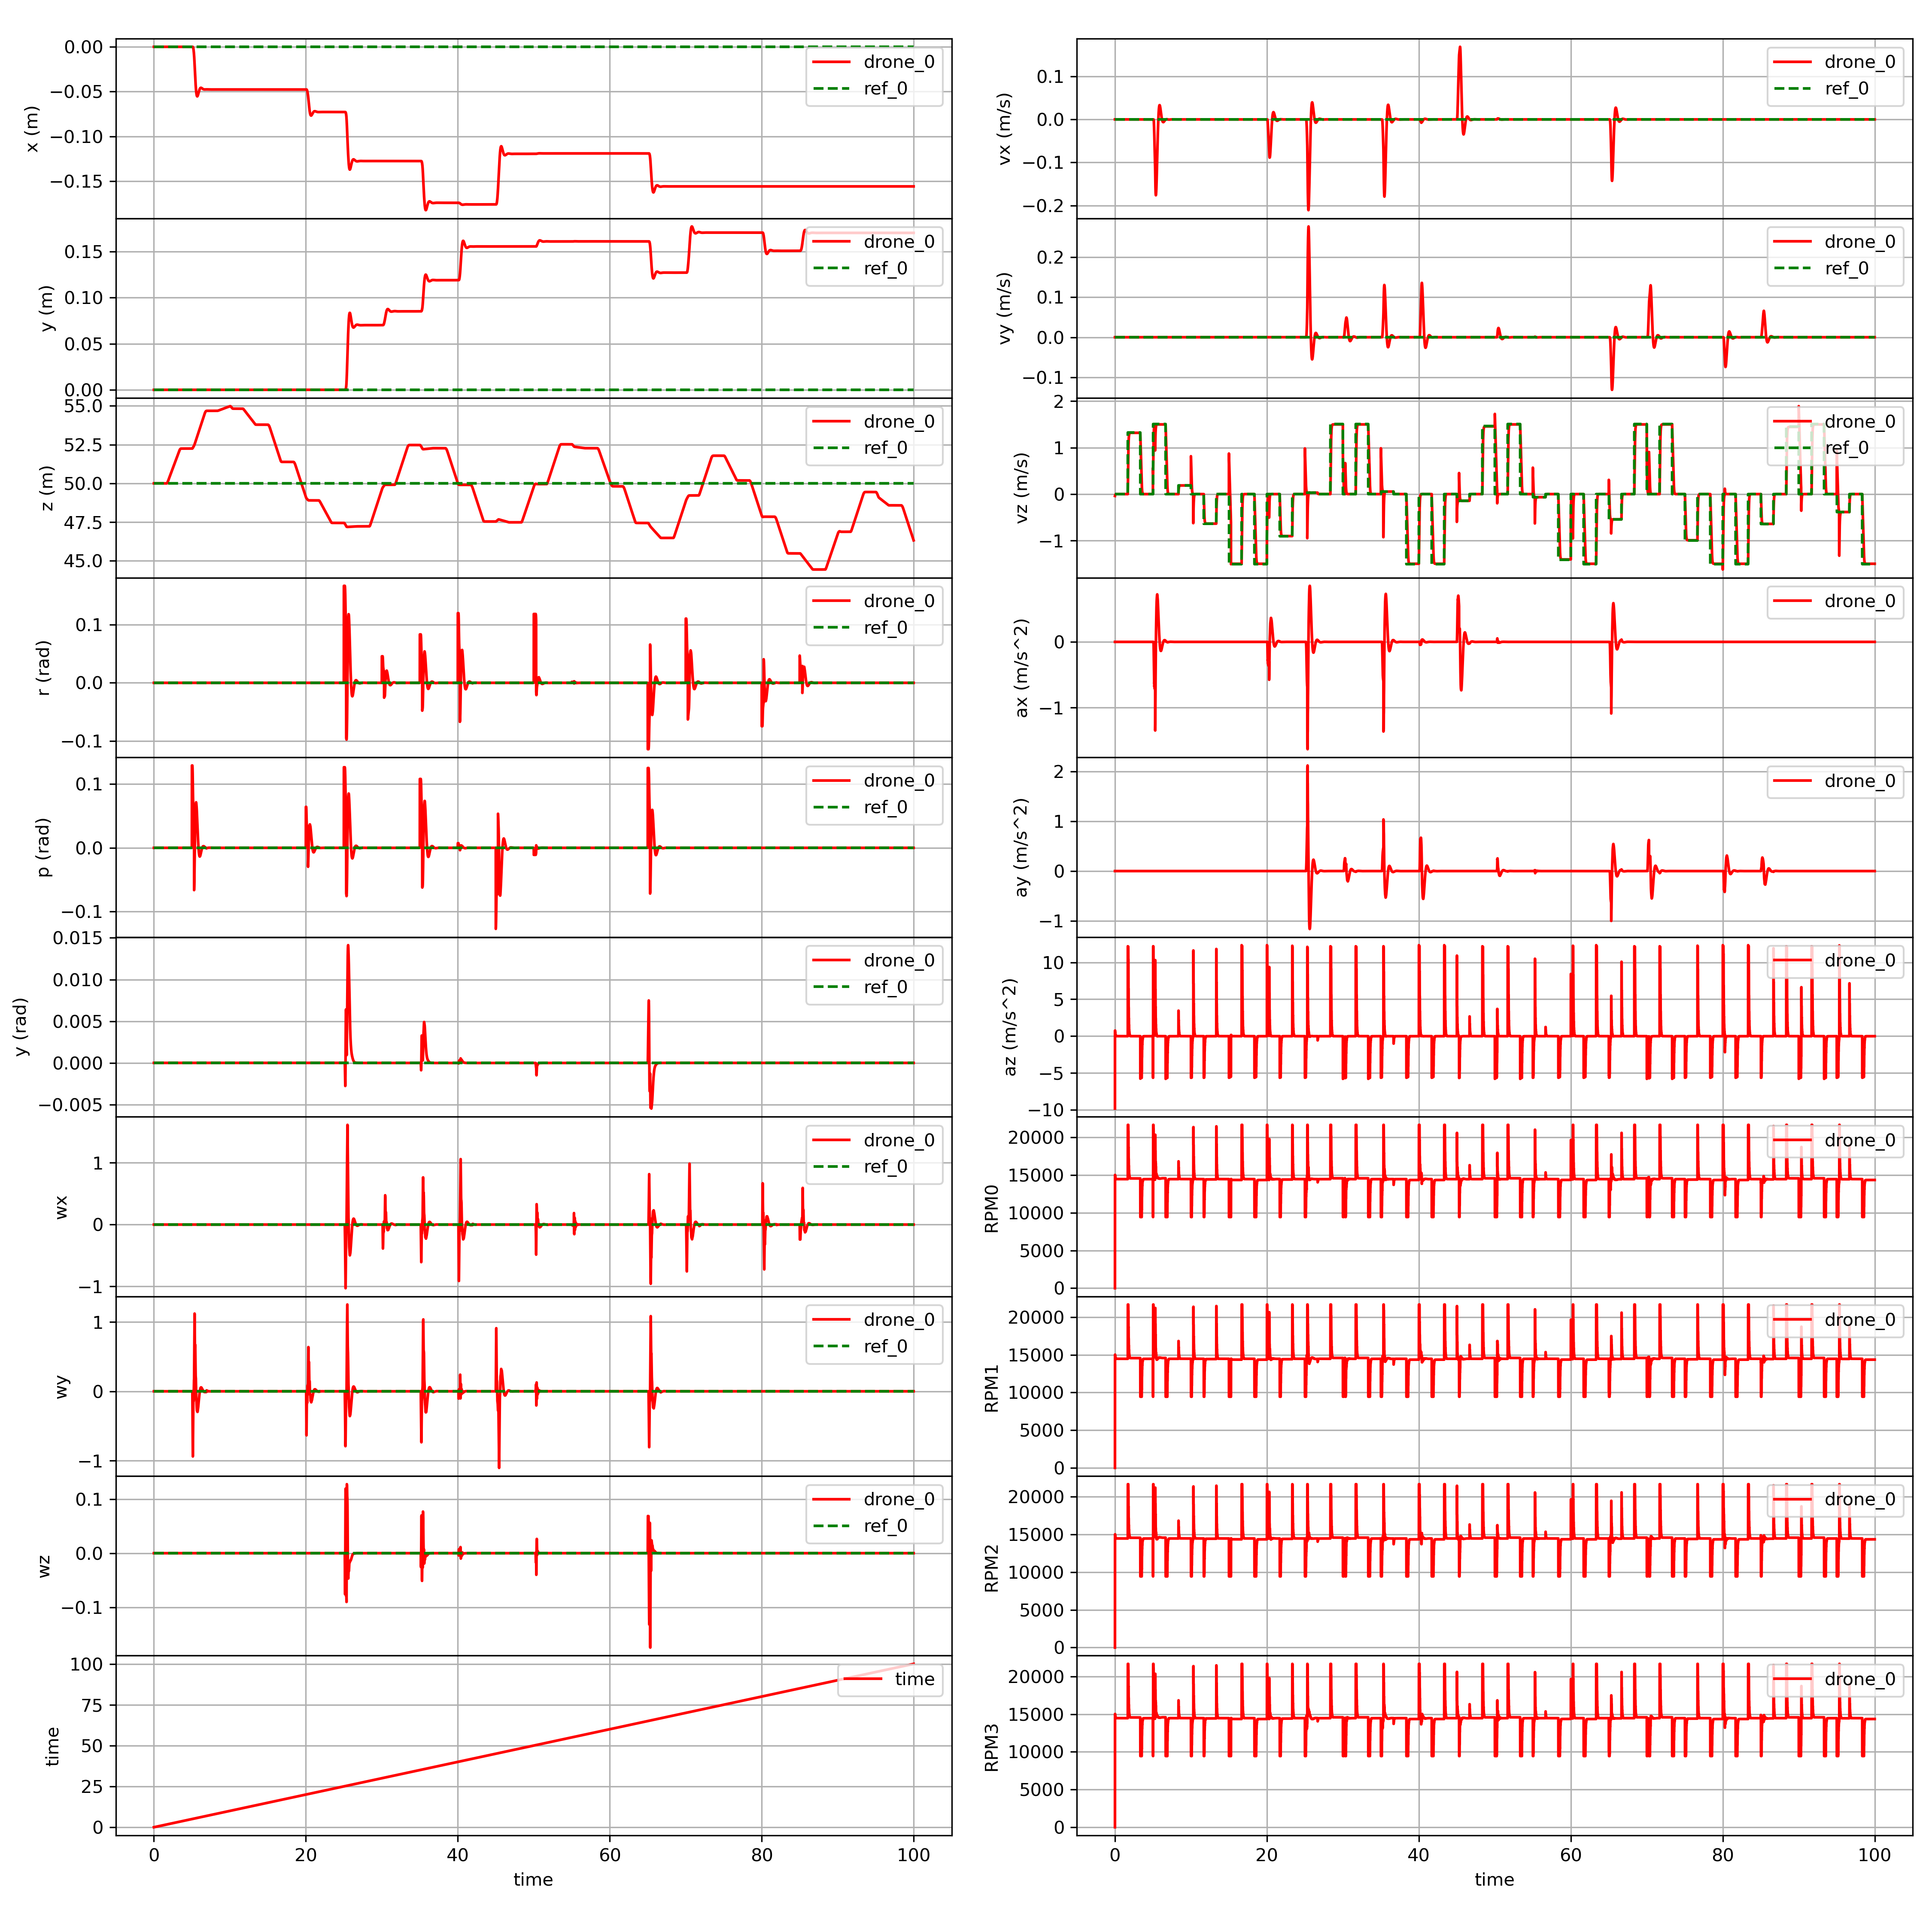 0.00
−0.05
−0.10
−0.15
x (m)
drone_0
ref_0
0.15
0.10
0.05
0.00
y (m)
drone_0
ref_0
55.0
52.5
50.0
47.5
45.0
z (m)
drone_0
ref_0
0.1
0.0
−0.1
r (rad)
drone_0
ref_0
0.1
0.0
−0.1
p (rad)
drone_0
ref_0
0.015
0.010
0.005
0.000
−0.005
y (rad)
drone_0
ref_0
1
0
−1
wx
drone_0
ref_0
1
0
−1
wy
drone_0
ref_0
0.1
0.0
−0.1
wz
drone_0
ref_0
100
75
50
25
0
time
time
0 20 40 60 80 100
time
0.1
0.0
−0.1
−0.2
vx (m/s)
drone_0
ref_0
0.2
0.1
0.0
−0.1
vy (m/s)
drone_0
ref_0
2
1
0
−1
vz (m/s)
drone_0
ref_0
0
−1
ax (m/s^2)
drone_0
2
1
0
−1
ay (m/s^2)
drone_0
10
5
0
−5
−10
az (m/s^2)
drone_0
20000
15000
10000
5000
0
RPM0
drone_0
20000
15000
10000
5000
0
RPM1
drone_0
20000
15000
10000
5000
0
RPM2
drone_0
20000
15000
10000
5000
0
RPM3
drone_0
0 20 40 60 80 100
time